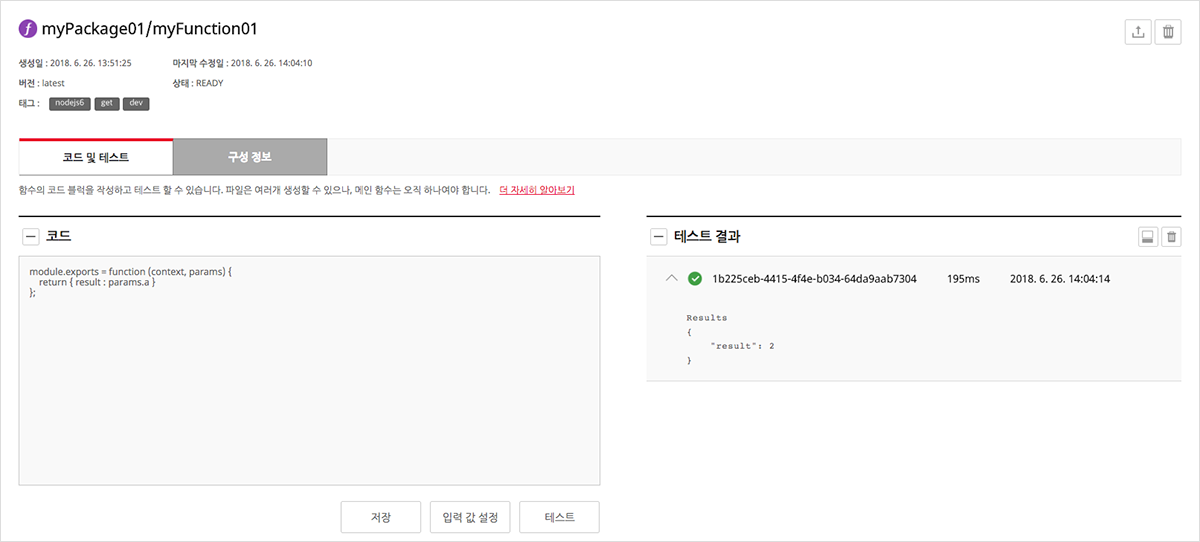 f myPackage01/myFunction01
생성일 : 2018. 6. 26. 13:51:25 마지막 수정일 : 2018. 6. 26. 14:04:10
버전 : latest 상태 : READY
태그 : nodejs6 get dev
코드 및 테스트 구성 정보
함수의 코드 블럭을 작성하고 테스트 할 수 있습니다. 파일은 여러개 생성할 수 있으나, 메인 함수는 오직 하나여야 합니다. 더 자세히 알아보기
코드
module.exports = function (context, params) {
return { result : params.a }
};
저장 입력 값 설정 테스트
테스트 결과
1b225ceb-4415-4f4e-b034-64da9aab7304 195ms 2018. 6. 26. 14:04:14
Results
{
"result": 2
}